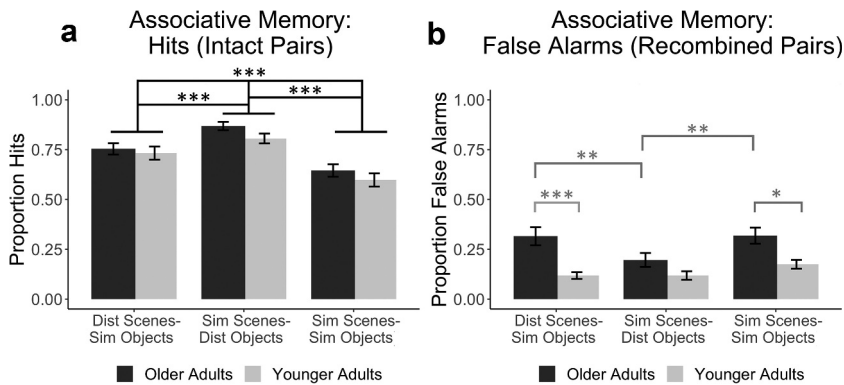 a
Associative Memory:
Hits (Intact Pairs)
***
***
***
Proportion Hits
1.00
0.75
0.50
0.25
0.00
Dist Scenes-
Sim Objects
Sim Scenes-
Dist Objects
Sim Scenes-
Sim Objects
Older Adults
Younger Adults
b
Associative Memory:
False Alarms (Recombined Pairs)
**
**
***
*
Proportion False Alarms
1.00
0.75
0.50
0.25
0.00
Dist Scenes-
Sim Objects
Sim Scenes-
Dist Objects
Sim Scenes-
Sim Objects
Older Adults
Younger Adults